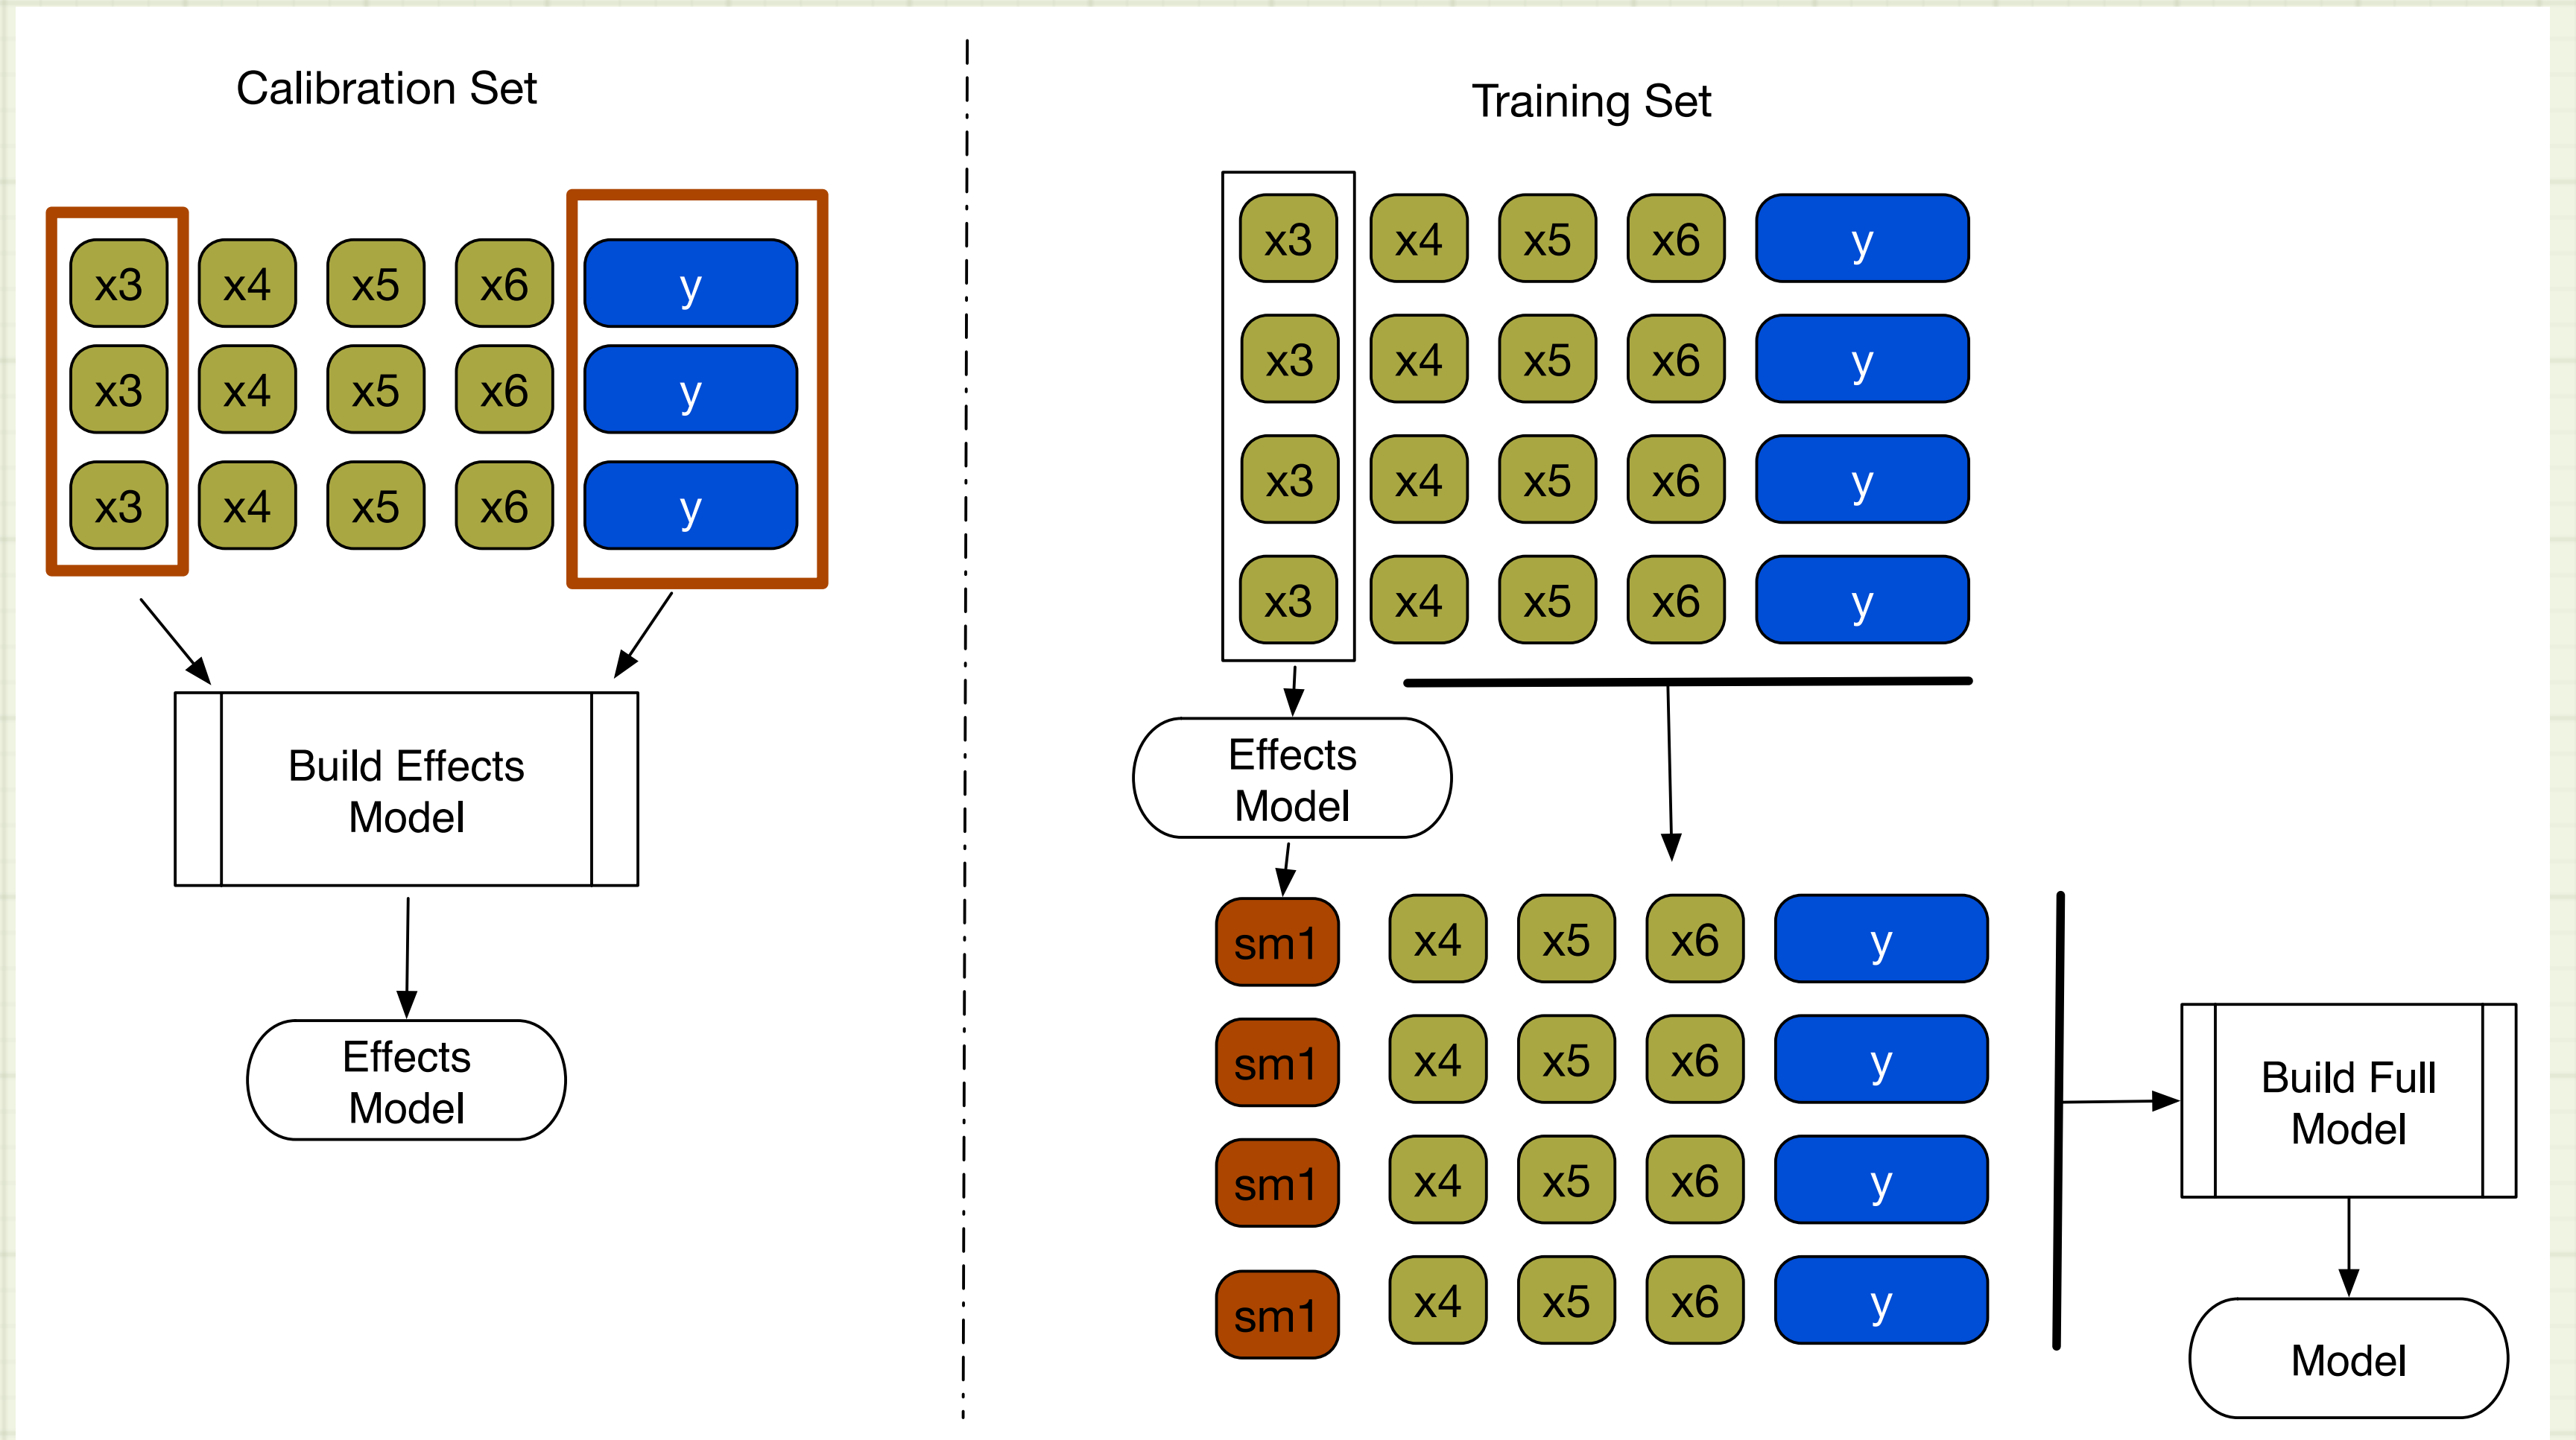 Calibration Set
x3 x4 x5 x6 y
x3 x4 x5 x6 y
x3 x4 x5 x6 y
Build Effects
Model
Effects
Model
Training Set
x3 x4 x5 x6 y
x3 x4 x5 x6 y
x3 x4 x5 x6 y
x3 x4 x5 x6 y
Effects
Model
sm1 x4 x5 x6 y
sm1 x4 x5 x6 y
sm1 x4 x5 x6 y
sm1 x4 x5 x6 y
Build Full
Model
Model